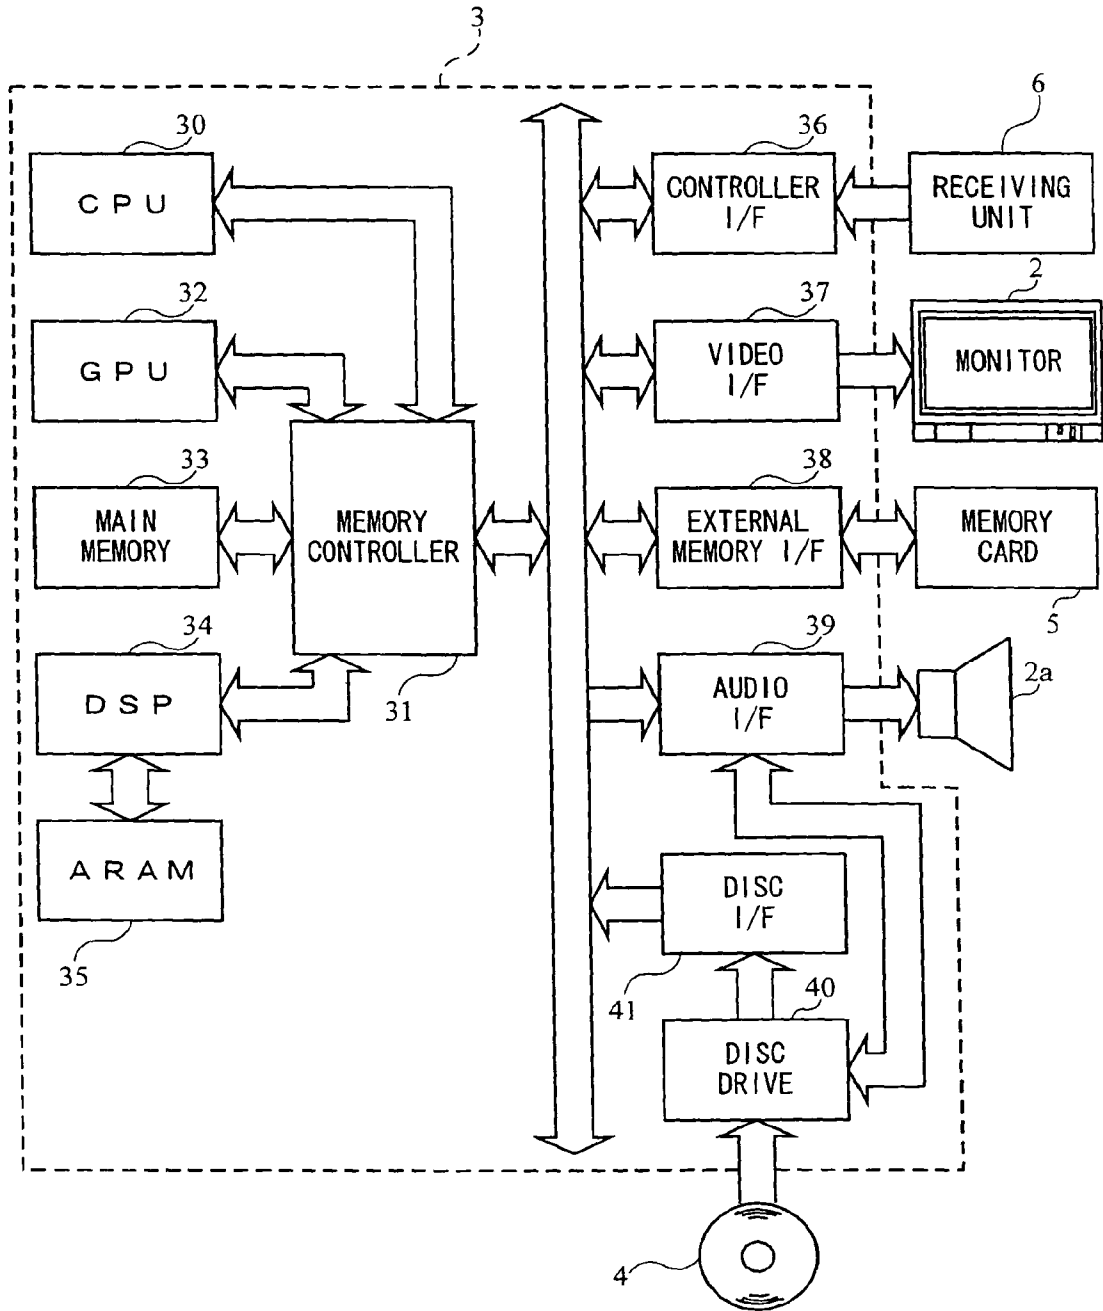 3
30
CPU
32
GPU
33
MAIN
MEMORY
34
DSP
ARAM
35
MEMORY
CONTROLLER
31
36
CONTROLLER
I/F
6
RECEIVING
UNIT
37
VIDEO
I/F
2
MONITOR
38
EXTERNAL
MEMORY I/F
MEMORY
CARD
5
39
AUDIO
I/F
2a
DISC
I/F
41
40
DISC
DRIVE
4